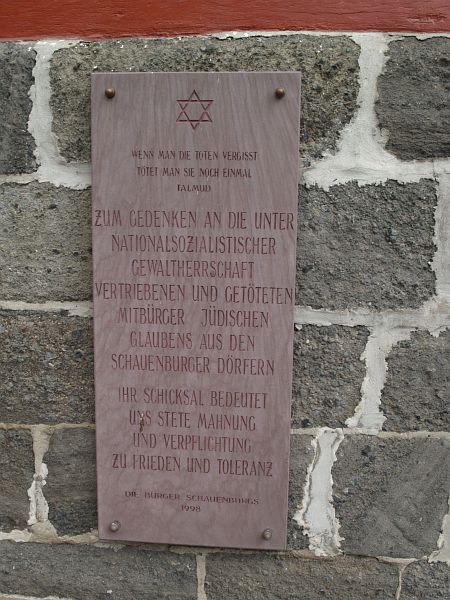 WENN MAN DIE TOTEN VERGISST
TÖTET MAN SIE NOCH EINMAL
TALMUD
ZUM GEDENKEN AN DIE UNTER
NATIONALSOZIALISTISCHER
GEWALTHERRSCHAFT
VERTRIEBENEN UND GETÖTETEN
MITBÜRGER JÜDISCHEN
GLAUBENS AUS DEN
SCHAUENBURGER DÖRFERN
IHR SCHICKSAL BEDEUTET
UNS STETE MAHNUNG
UND VERPFLICHTUNG
ZU FRIEDEN UND TOLERANZ
DIE BÜRGER SCHAUENBURGS
1998